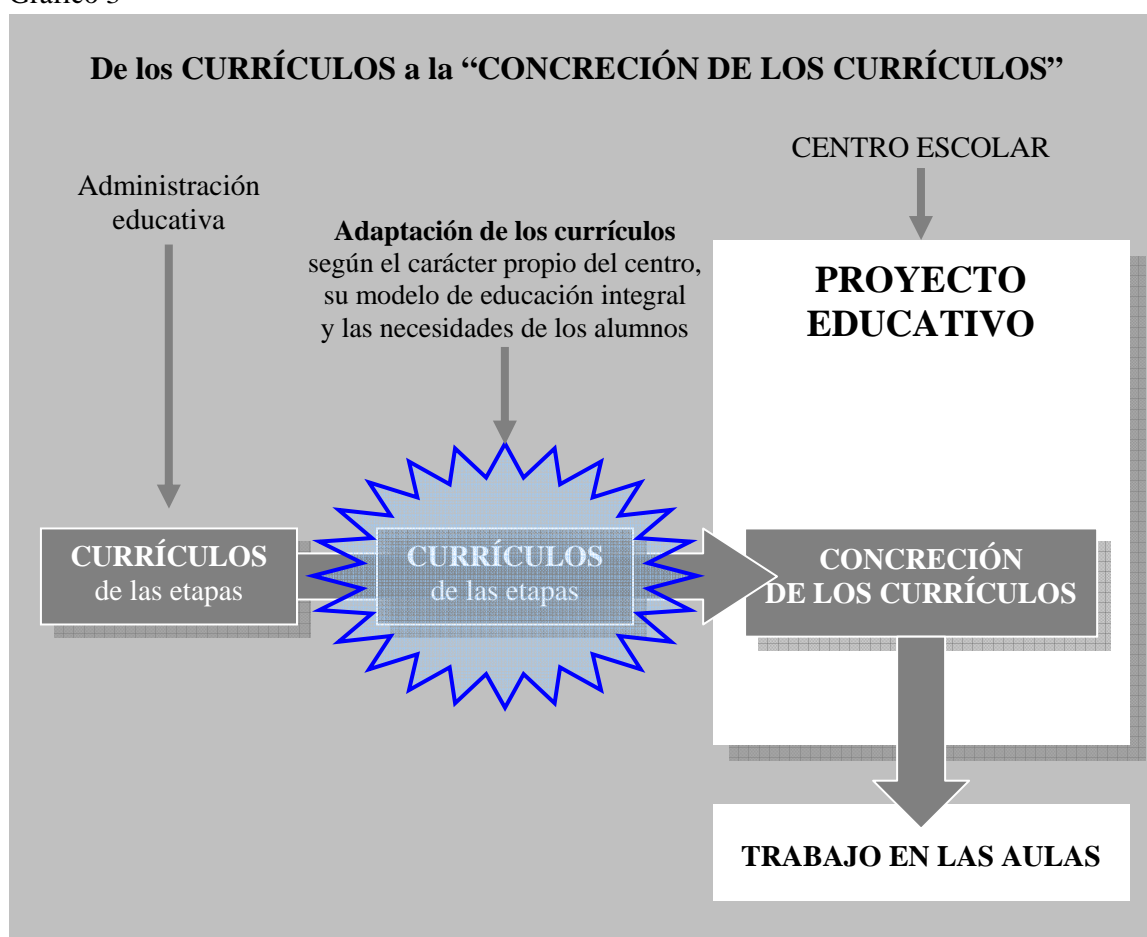 Gráfico 3
De los CURRÍCULOS a la “CONCRECIÓN DE LOS CURRÍCULOS”
CENTRO ESCOLAR
Administración
educativa
Adaptación de los currículos
según el carácter propio del centro,
su modelo de educación integral
y las necesidades de los alumnos
PROYECTO
EDUCATIVO
CURRÍCULOS
de las etapas
CURRÍCULOS
de las etapas
CONCRECIÓN
DE LOS CURRÍCULOS
TRABAJO EN LAS AULAS